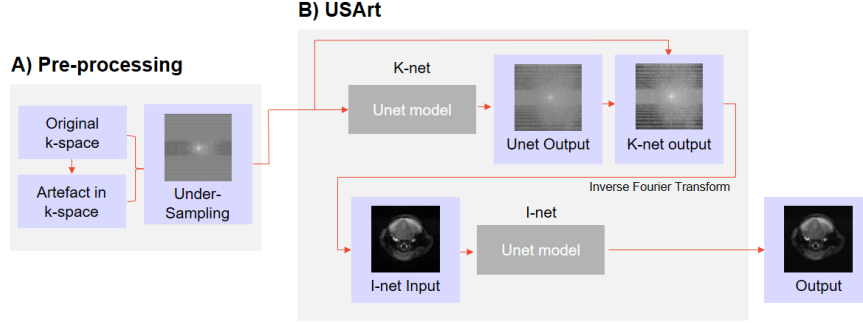 B) USArt
A) Pre-processing
Original
k-space
Artefact in
k-space
Under-
Sampling
K-net
Unet model
Unet Output
K-net output
Inverse Fourier Transform
I-net Input
I-net
Unet model
Output